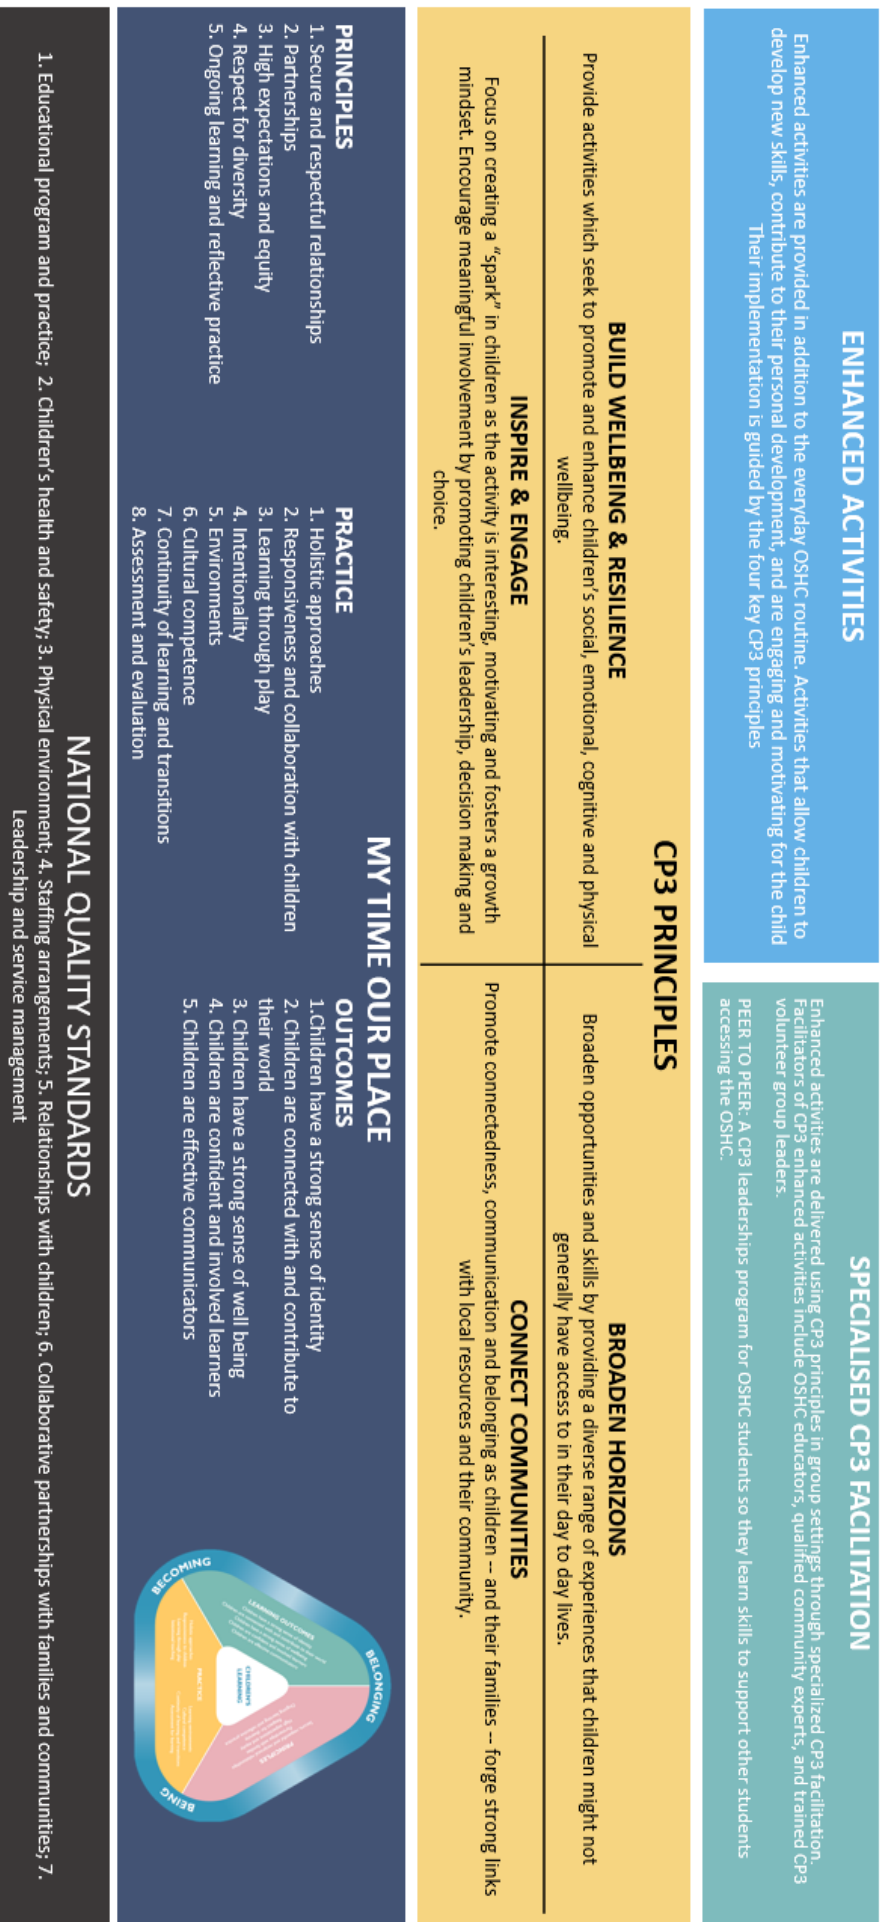 ENHANCED ACTIVITIES
Enhanced activities are provided in addition to the everyday OSHC routine. Activities that allow children to
develop new skills, contribute to their personal development, and are engaging and motivating for the child
Their implementation is guided by the four key CP3 principles
SPECIALISED CP3 FACILITATION
Enhanced activities are delivered using CP3 principles in group settings through specialized CP3 facilitation.
Facilitators of CP3 enhanced activities include OSHC educators, qualified community experts, and trained CP3
volunteer group leaders.
PEER TO PEER: A CP3 leaderships program for OSHC students so they learn skills to support other students
accessing the OSHC.
CP3 PRINCIPLES
BUILD WELLBEING & RESILIENCE
Provide activities which seek to promote and enhance children's social, emotional, cognitive and physical
wellbeing.
BROADEN HORIZONS
Broaden opportunities and skills by providing a diverse range of experiences that children might not
generally have access to in their day to day lives.
INSPIRE & ENGAGE
Focus on creating a "spark" in children as the activity is interesting, motivating and fosters a growth
mindset. Encourage meaningful involvement by promoting children's leadership, decision making and
choice.
CONNECT COMMUNITIES
Promote connectedness, communication and belonging as children -- and their families -- forge strong links
with local resources and their community.
MY TIME OUR PLACE
PRINCIPLES
1. Secure and respectful relationships
2. Partnerships
3. High expectations and equity
4. Respect for diversity
5. Ongoing learning and reflective practice
PRACTICE
1. Holistic approaches
2. Responsiveness and collaboration with children
3. Learning through play
4. Intentionality
5. Environments
6. Cultural competence
7. Continuity of learning and transitions
8. Assessment and evaluation
OUTCOMES
1.Children have a strong sense of identity
2. Children are connected with and contribute to
their world
3. Children have a strong sense of well being
4. Children are confident and involved learners
5. Children are effective communicators
BELONGING
BECOMING
BEING
LEARNING OUTCOMES
PRINCIPLES
PRACTICE
CHILDREN'S
LEARNING
NATIONAL QUALITY STANDARDS
1. Educational program and practice; 2. Children's health and safety; 3. Physical environment; 4. Staffing arrangements; 5. Relationships with children; 6. Collaborative partnerships with families and communities; 7.
Leadership and service management